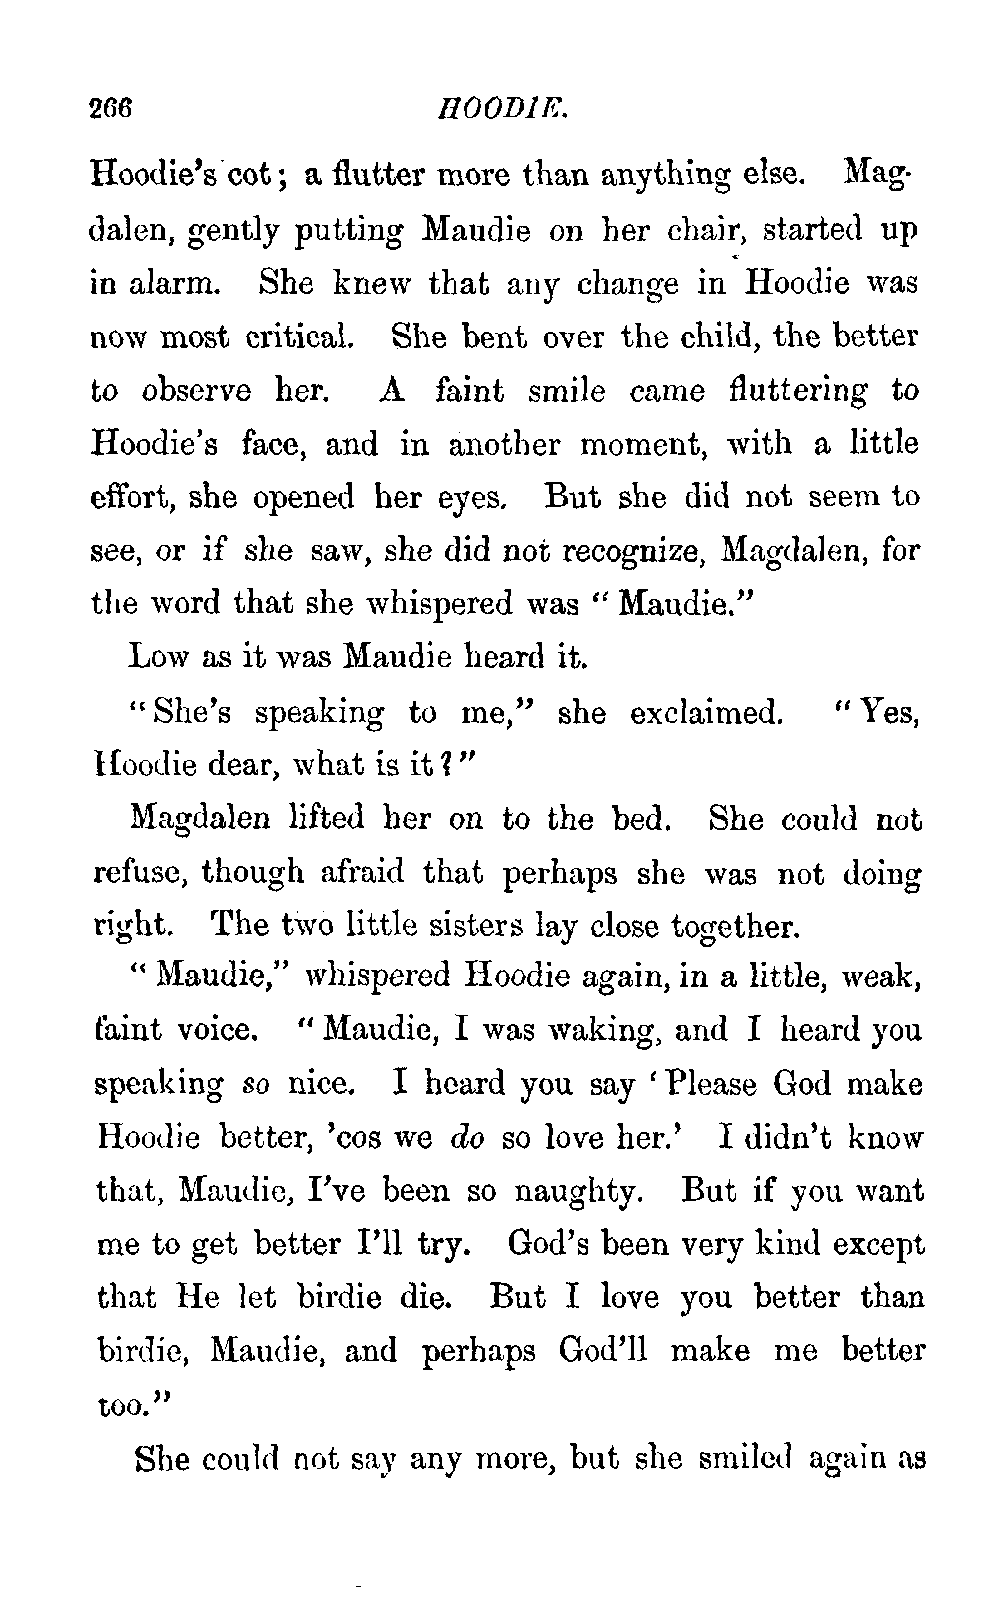 266 HOODIE.
Hoodie's cot; a flutter more than anything else. Mag-
dalen, gently putting Maudie on her chair, started up
in alarm. She knew that any change in Hoodie was
now most critical. She bent over the child, the better
to observe her. A faint smile came fluttering to
Hoodie's face, and in another moment, with a little
effort, she opened her eyes. But she did not seem to
see, or if she saw, she did not recognize, Magdalen, for
the word that she whispered was "Maudie."
Low as it was Maudie heard it.
"She's speaking to me," she exclaimed. "Yes,
Hoodie dear, what is it?"
Magdalen lifted her on to the bed. She could not
refuse, though afraid that perhaps she was not doing
right. The two little sisters lay close together.
"Maudie," whispered Hoodie again, in a little, weak,
faint voice. "Maudie, I was waking, and I heard you
speaking so nice. I heard you say 'Please God make
Hoodie better, 'cos we do so love her.' I didn't know
that, Maudie, I've been so naughty. But if you want
me to get better I'll try. God's been very kind except
that He let birdie die. But I love you better than
birdie, Maudie, and perhaps God'll make me better
too."
She could not say any more, but she smiled again as